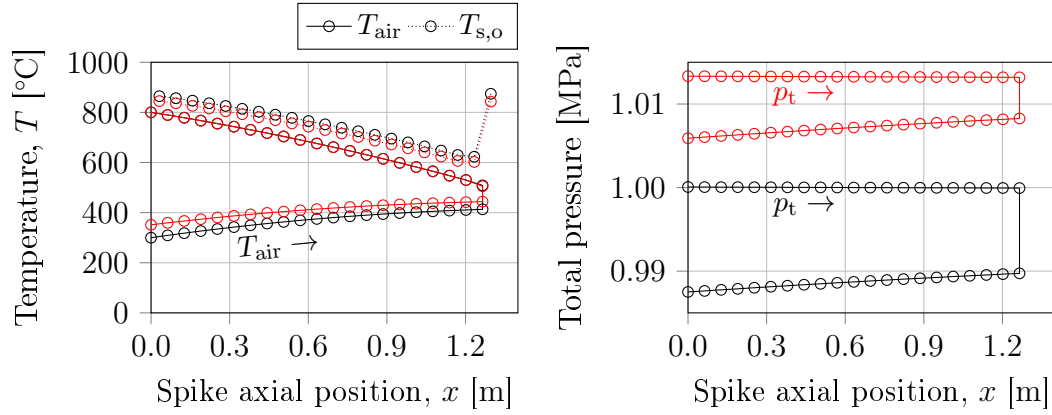 T_air T_s,o
Temperature, T [°C]
1000
800
600
400
200
0
T_air →
0.0 0.3 0.6 0.9 1.2
Spike axial position, x [m]
Total pressure [MPa]
1.01
1.00
0.99
p_t →
p_t →
0.0 0.3 0.6 0.9 1.2
Spike axial position, x [m]